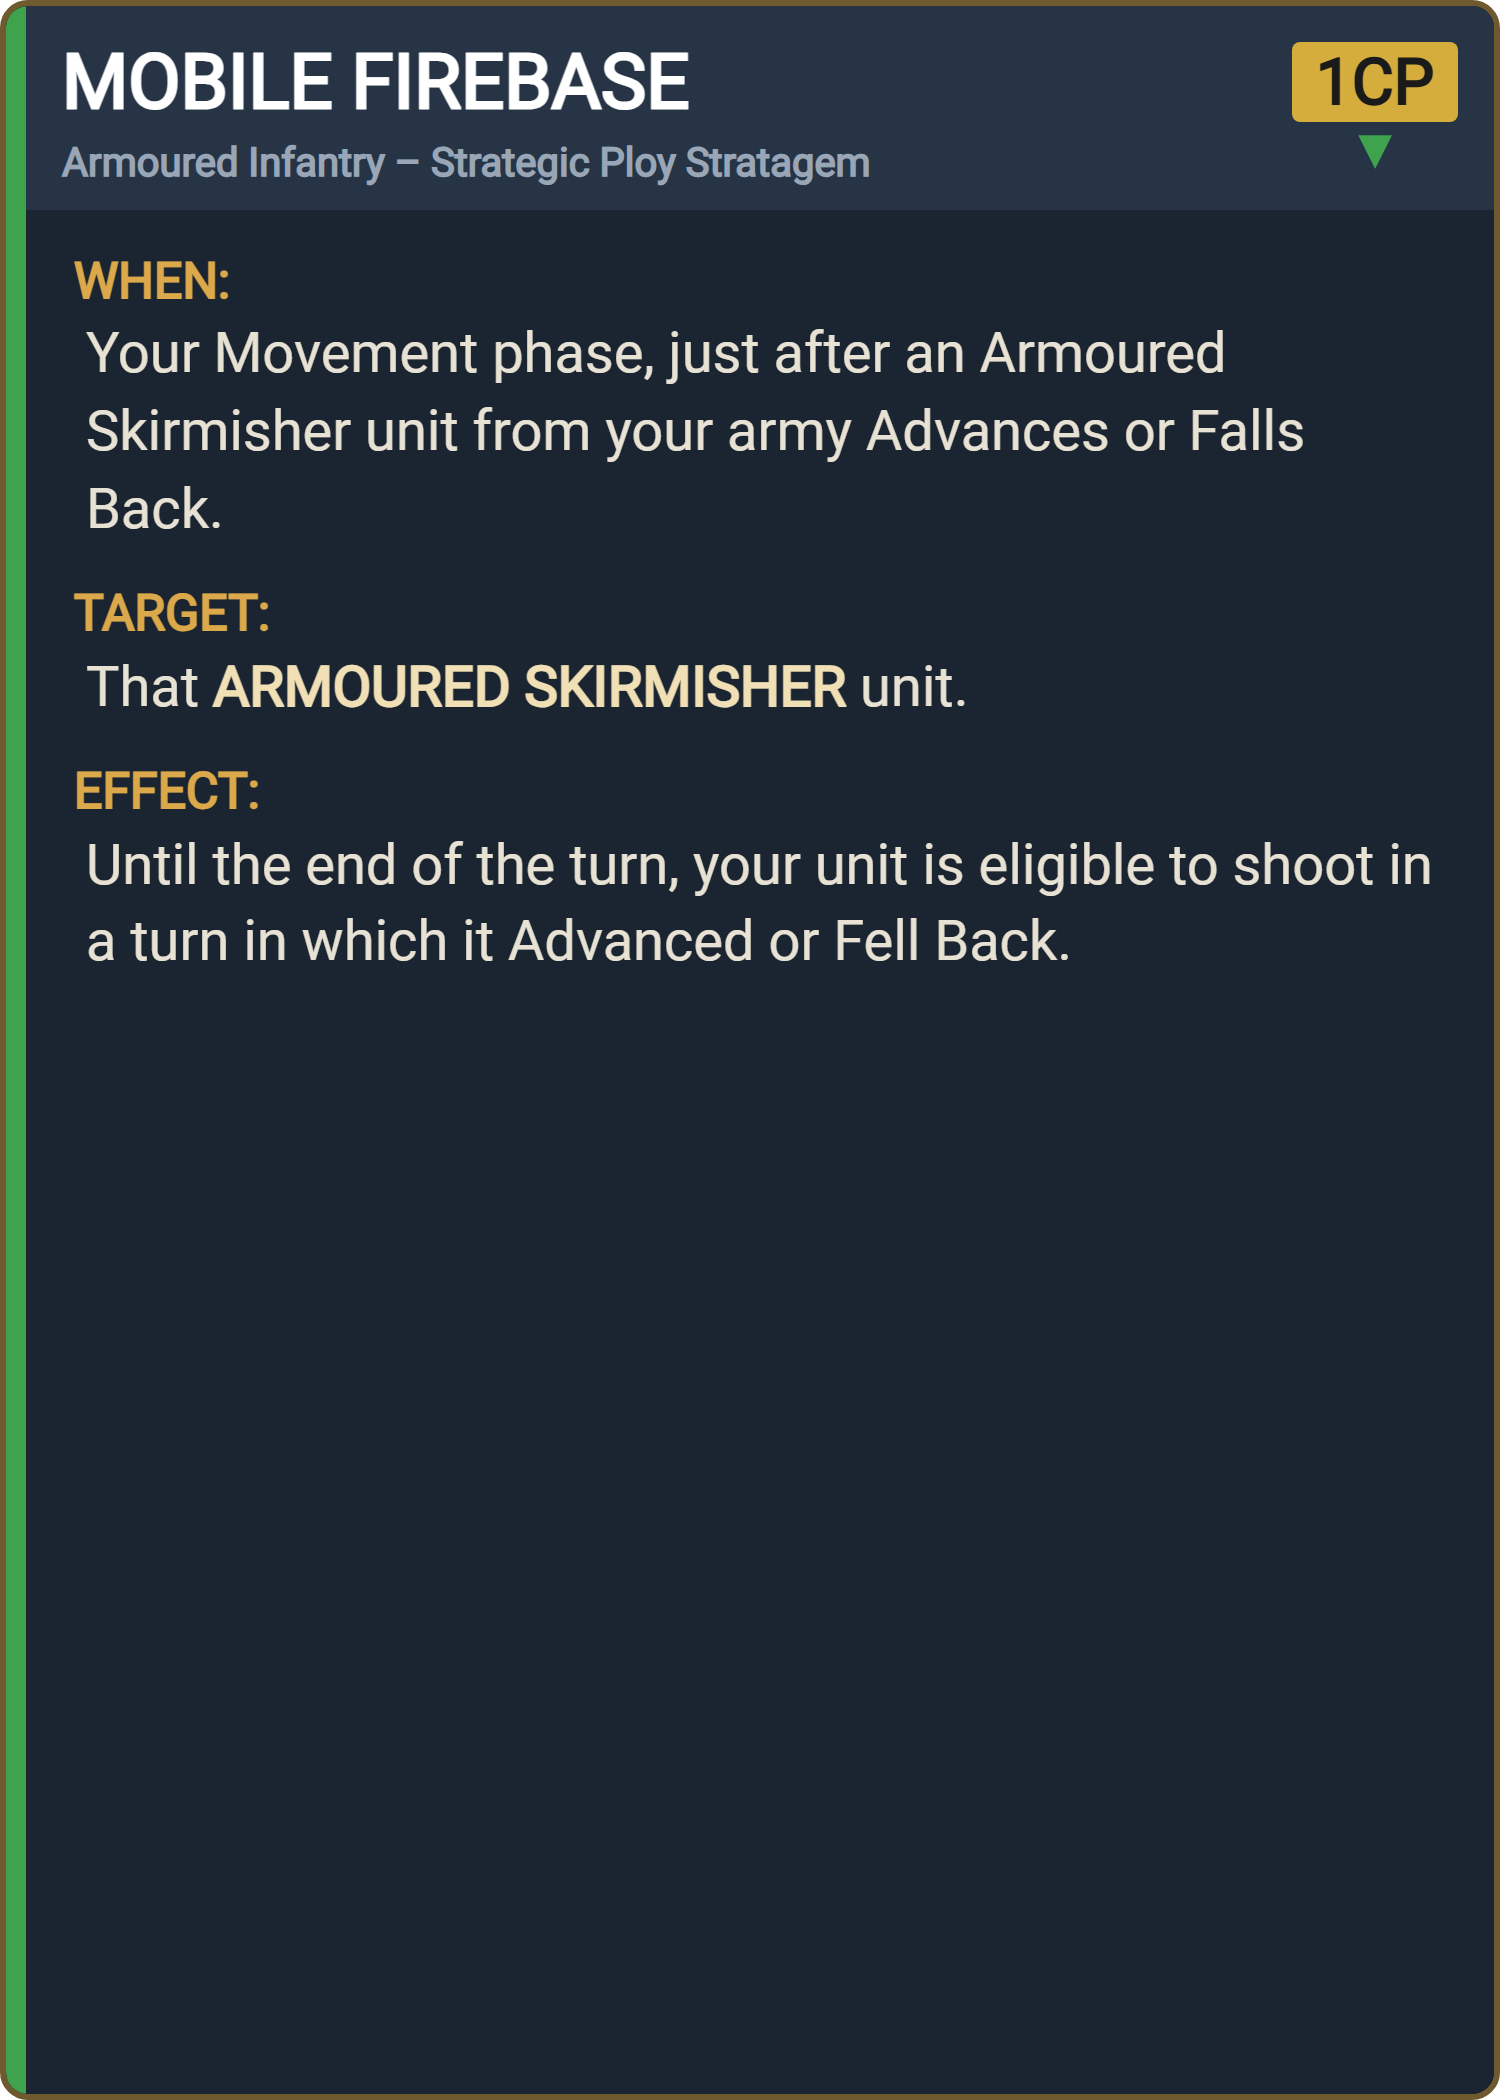 MOBILE FIREBASE
1CP
Armoured Infantry – Strategic Ploy Stratagem
WHEN:
Your Movement phase, just after an Armoured
Skirmisher unit from your army Advances or Falls
Back.
TARGET:
That ARMOURED SKIRMISHER unit.
EFFECT:
Until the end of the turn, your unit is eligible to shoot in
a turn in which it Advanced or Fell Back.